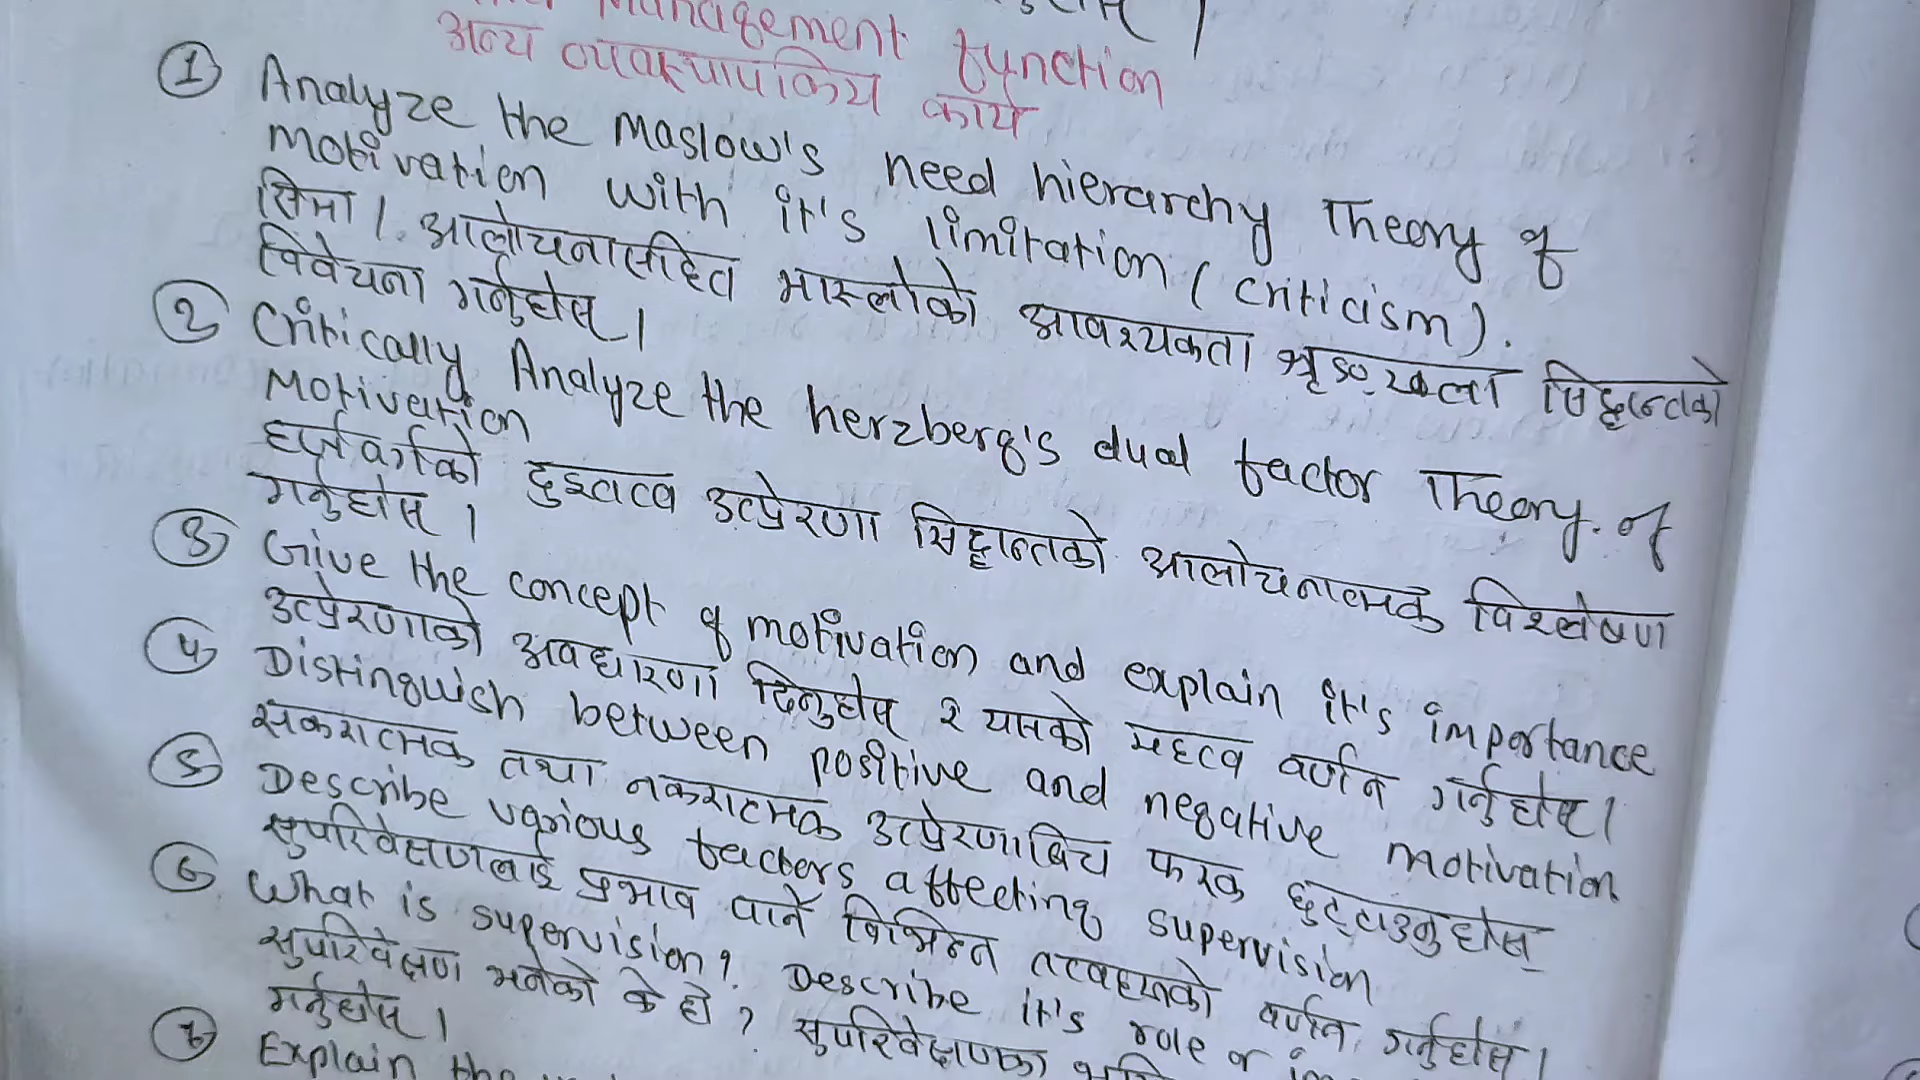 Management function
अन्य व्यवस्थापकिय कार्य
① Analyze the Maslow's need hierarchy Theory of
Motivation with it's limitation (criticism).
सिमा / आलोचनासहित मास्लोको आवश्यकता श्रृङ्खला सिद्धान्तको
विवेचना गर्नुहोस् ।
② Critically Analyze the herzberg's dual factor Theory of
Motivation
हर्जवर्गको दुइतत्व उत्प्रेरणा सिद्धान्तको आलोचनात्मक विश्लेषण
गर्नुहोस् ।
③ Give the concept of motivation and explain it's importance
उत्प्रेरणाको अवधारणा दिनुहोस् र यसको महत्व वर्णन गर्नुहोस् ।
④ Distinguish between positive and negative motivation
सकरात्मक तथा नकरात्मक उत्प्रेरणाबिच फरक छुट्टाउनुहोस्
⑤ Describe various factors affecting supervision
सुपरिवेक्षणलाई प्रभाव पार्ने विभिन्न तत्वहरुको वर्णन गर्नुहोस् ।
⑥ What is supervision? Describe it's role or
सुपरिवेक्षण भनेको के हो ? सुपरिवेक्षणका
गर्नुहोस् ।
⑦ Explain the